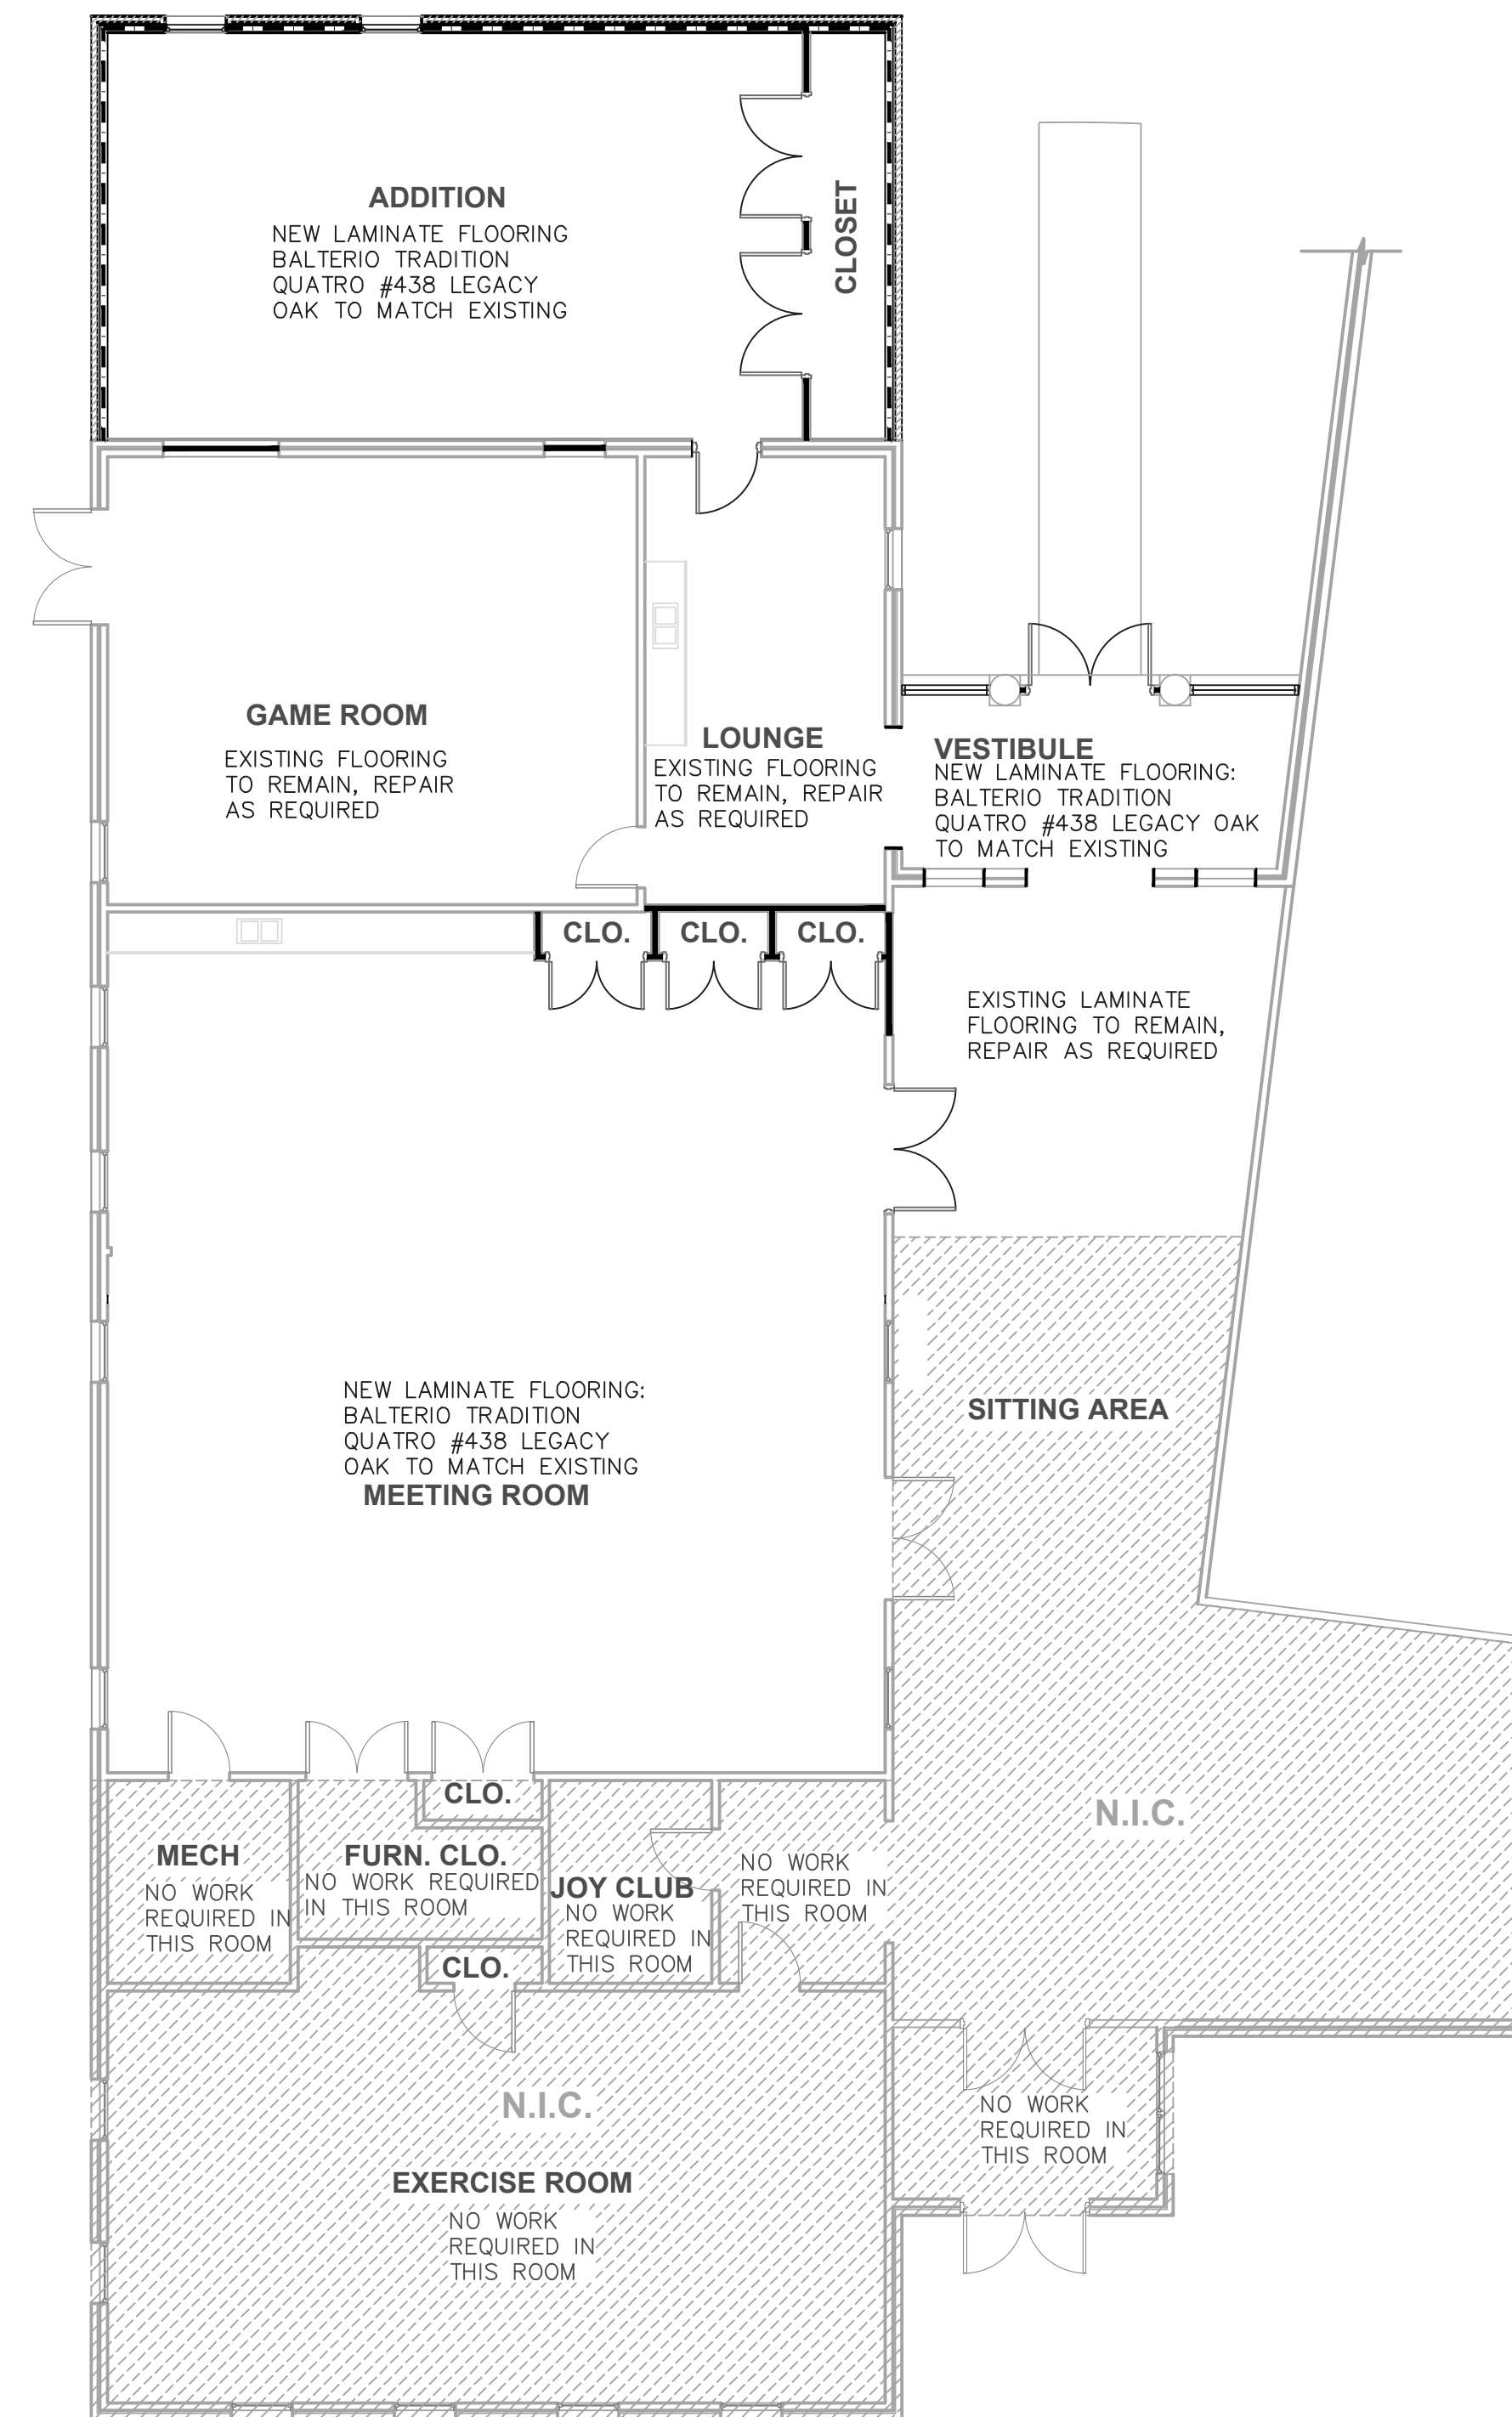 ADDITION
NEW LAMINATE FLOORING
BALTERIO TRADITION
QUATRO #438 LEGACY
OAK TO MATCH EXISTING
CLOSET
GAME ROOM
EXISTING FLOORING
TO REMAIN, REPAIR
AS REQUIRED
LOUNGE
EXISTING FLOORING
TO REMAIN, REPAIR
AS REQUIRED
VESTIBULE
NEW LAMINATE FLOORING:
BALTERIO TRADITION
QUATRO #438 LEGACY OAK
TO MATCH EXISTING
CLO.
CLO.
CLO.
EXISTING LAMINATE
FLOORING TO REMAIN,
REPAIR AS REQUIRED
NEW LAMINATE FLOORING:
BALTERIO TRADITION
QUATRO #438 LEGACY
OAK TO MATCH EXISTING
MEETING ROOM
SITTING AREA
CLO.
N.I.C.
MECH
NO WORK
REQUIRED IN
THIS ROOM
FURN. CLO.
NO WORK REQUIRED
IN THIS ROOM
JOY CLUB
NO WORK
REQUIRED IN
THIS ROOM
NO WORK
REQUIRED IN
THIS ROOM
CLO.
N.I.C.
EXERCISE ROOM
NO WORK
REQUIRED IN
THIS ROOM
NO WORK
REQUIRED IN
THIS ROOM